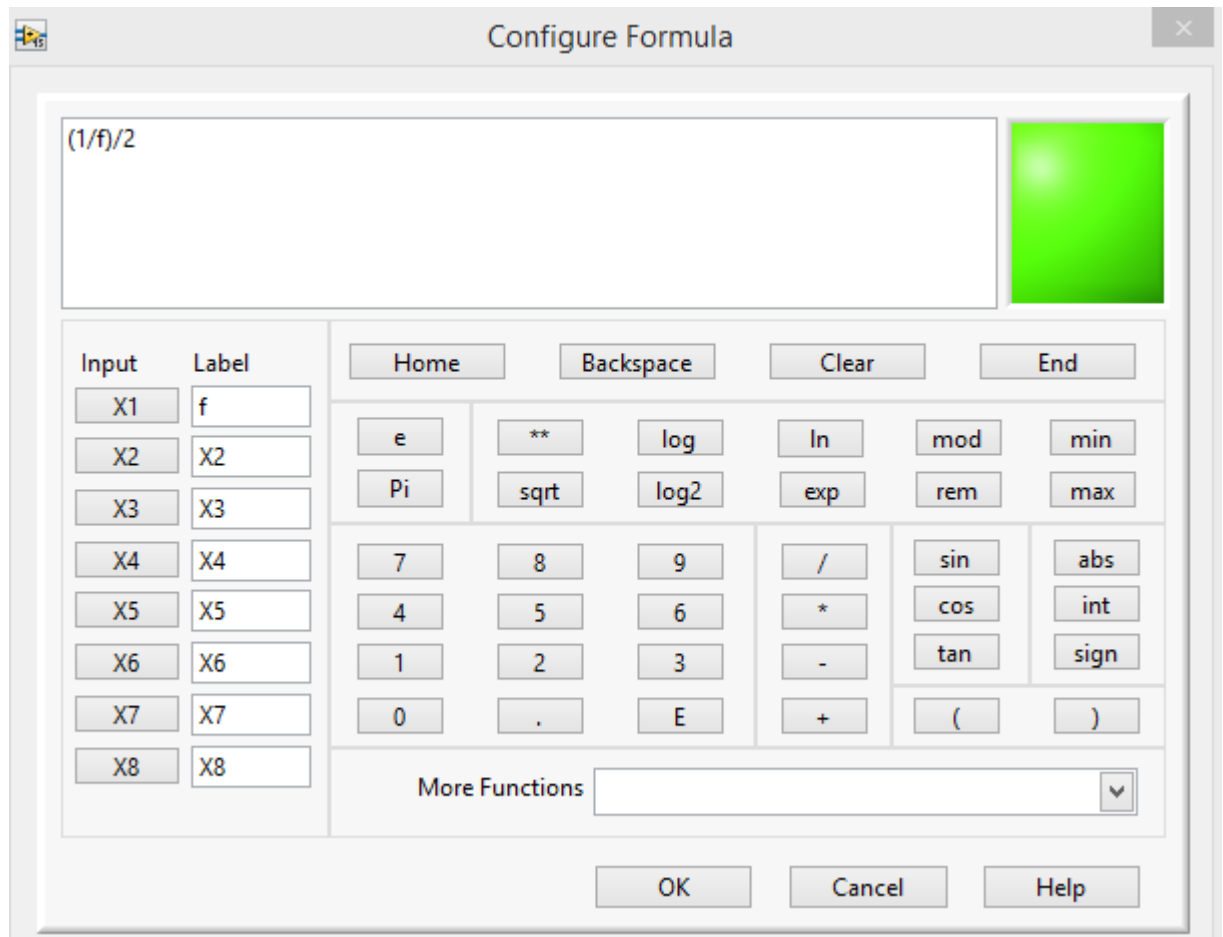 Configure Formula
(1/f)/2
Input Label
X1 f
X2 X2
X3 X3
X4 X4
X5 X5
X6 X6
X7 X7
X8 X8
Home Backspace Clear End
e ** log ln mod min
Pi sqrt log2 exp rem max
7 8 9 / sin abs
4 5 6 * cos int
1 2 3 - tan sign
0 . E + ( )
More Functions
OK Cancel Help